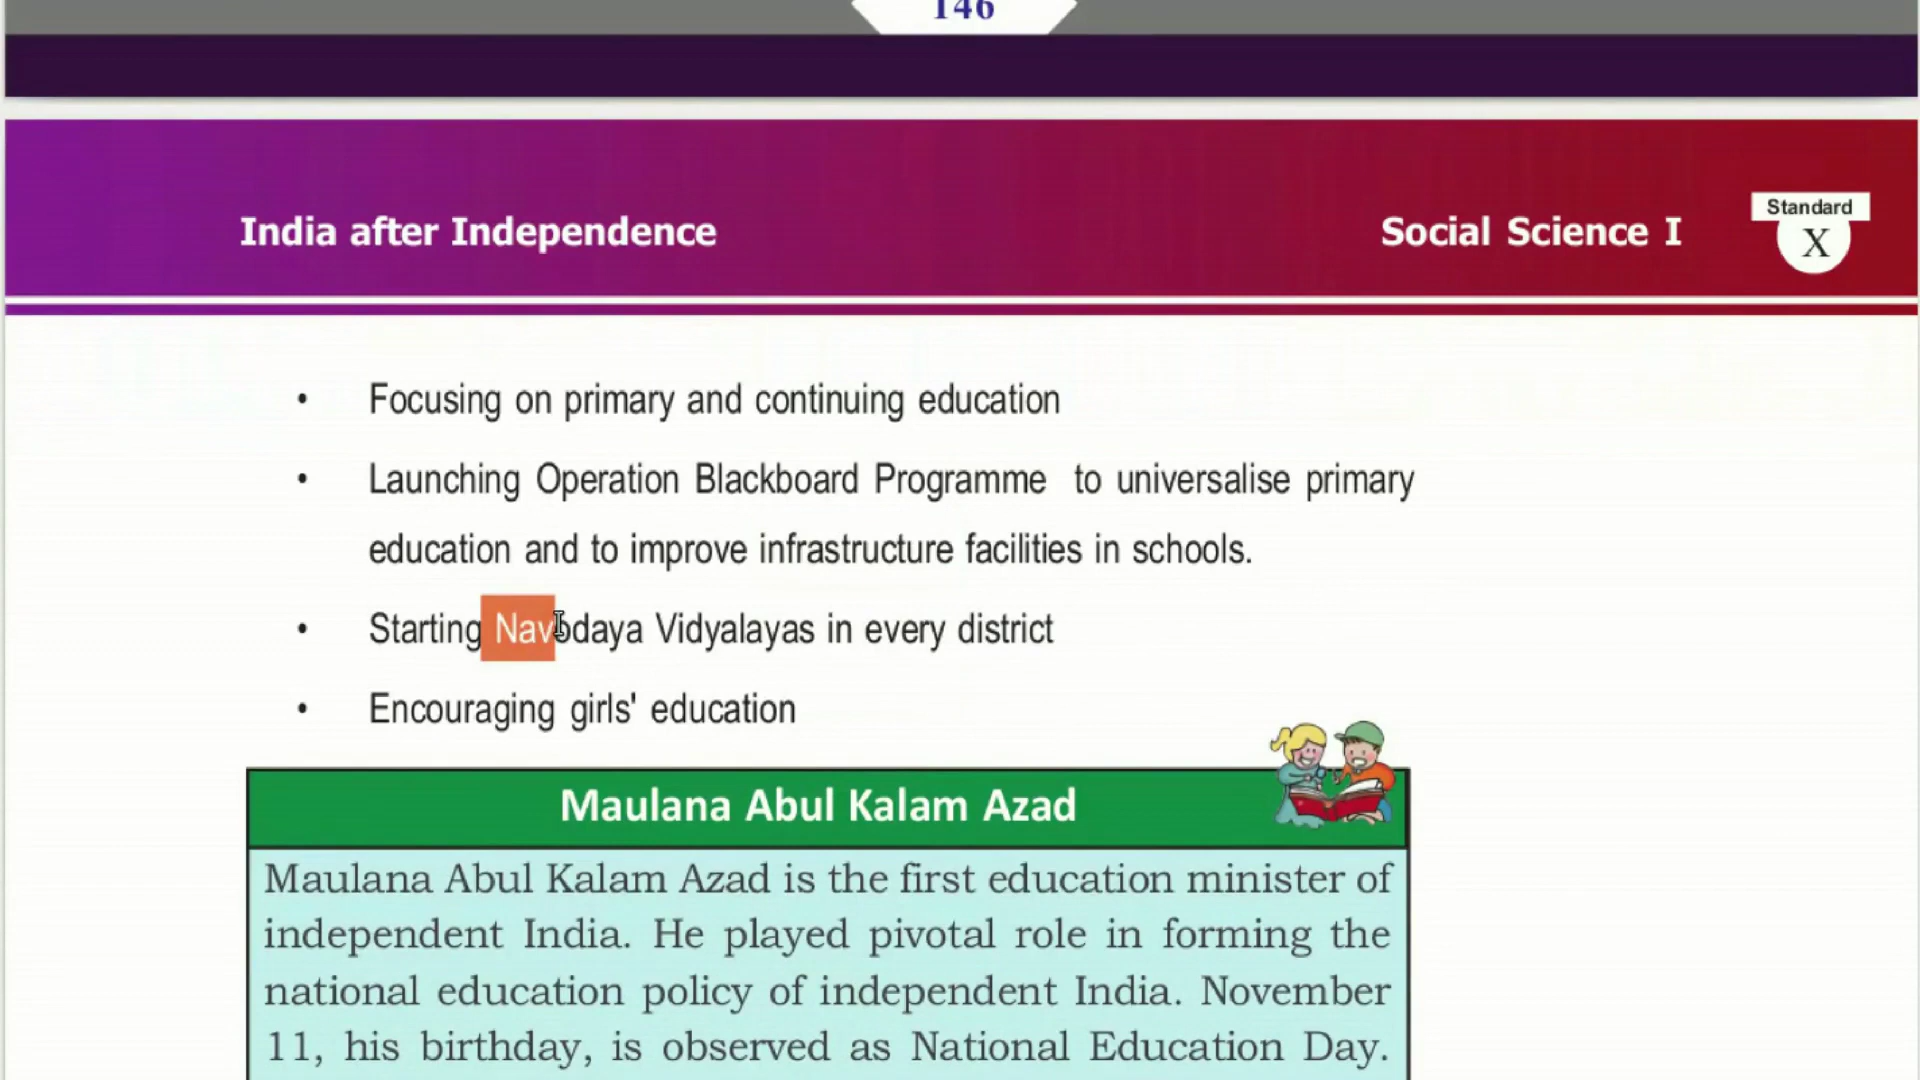 146
India after Independence
Social Science I
Standard
X
• Focusing on primary and continuing education
• Launching Operation Blackboard Programme to universalise primary
education and to improve infrastructure facilities in schools.
• Starting Navodaya Vidyalayas in every district
• Encouraging girls' education
Maulana Abul Kalam Azad
Maulana Abul Kalam Azad is the first education minister of
independent India. He played pivotal role in forming the
national education policy of independent India. November
11, his birthday, is observed as National Education Day.